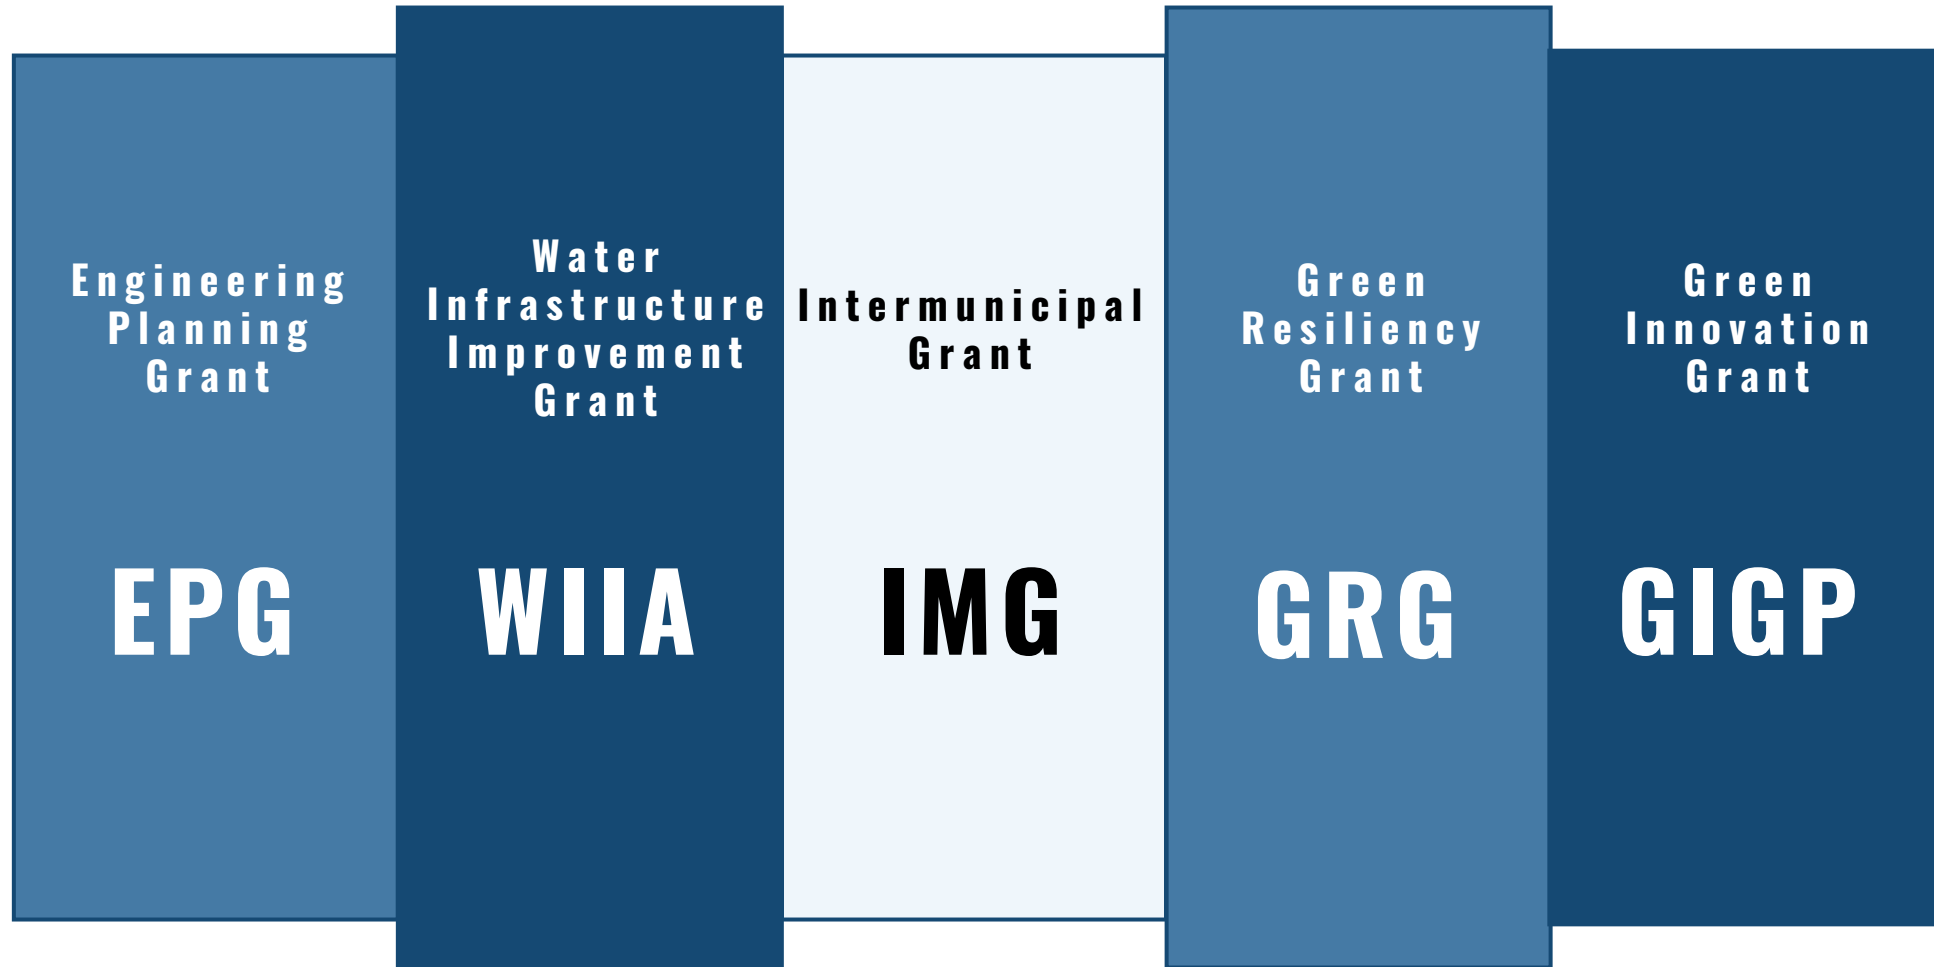 Engineering
Planning
Grant
EPG
Water
Infrastructure
Improvement
Grant
WIIA
Intermunicipal
Grant
IMG
Green
Resiliency
Grant
GRG
Green
Innovation
Grant
GIGP